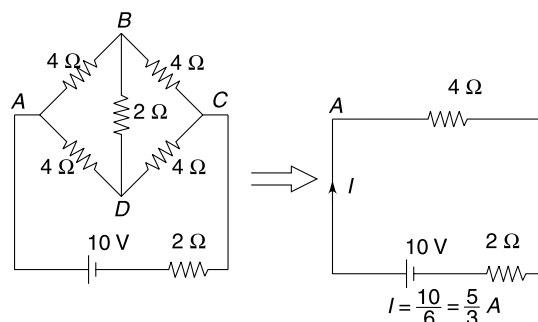 B
4 Ω 4 Ω
A 2 Ω C
4 Ω 4 Ω
D
10 V 2 Ω
4 Ω
A
I
10 V 2 Ω
I = 10/6 = 5/3 A